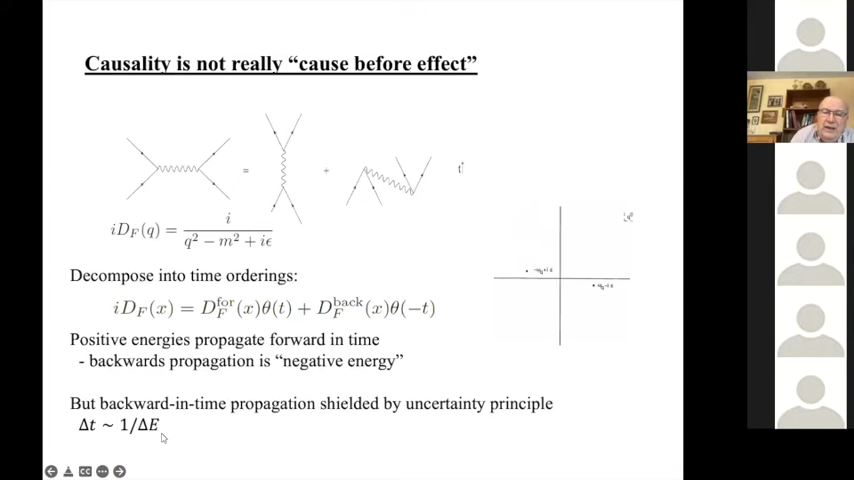 Causality is not really “cause before effect”
= + t↑
iD_F(q) = i / (q² − m² + iϵ)
Decompose into time orderings:
iD_F(x) = D_F^for(x)θ(t) + D_F^back(x)θ(−t)
Positive energies propagate forward in time
- backwards propagation is “negative energy”
But backward-in-time propagation shielded by uncertainty principle
Δt ~ 1/ΔE
CC